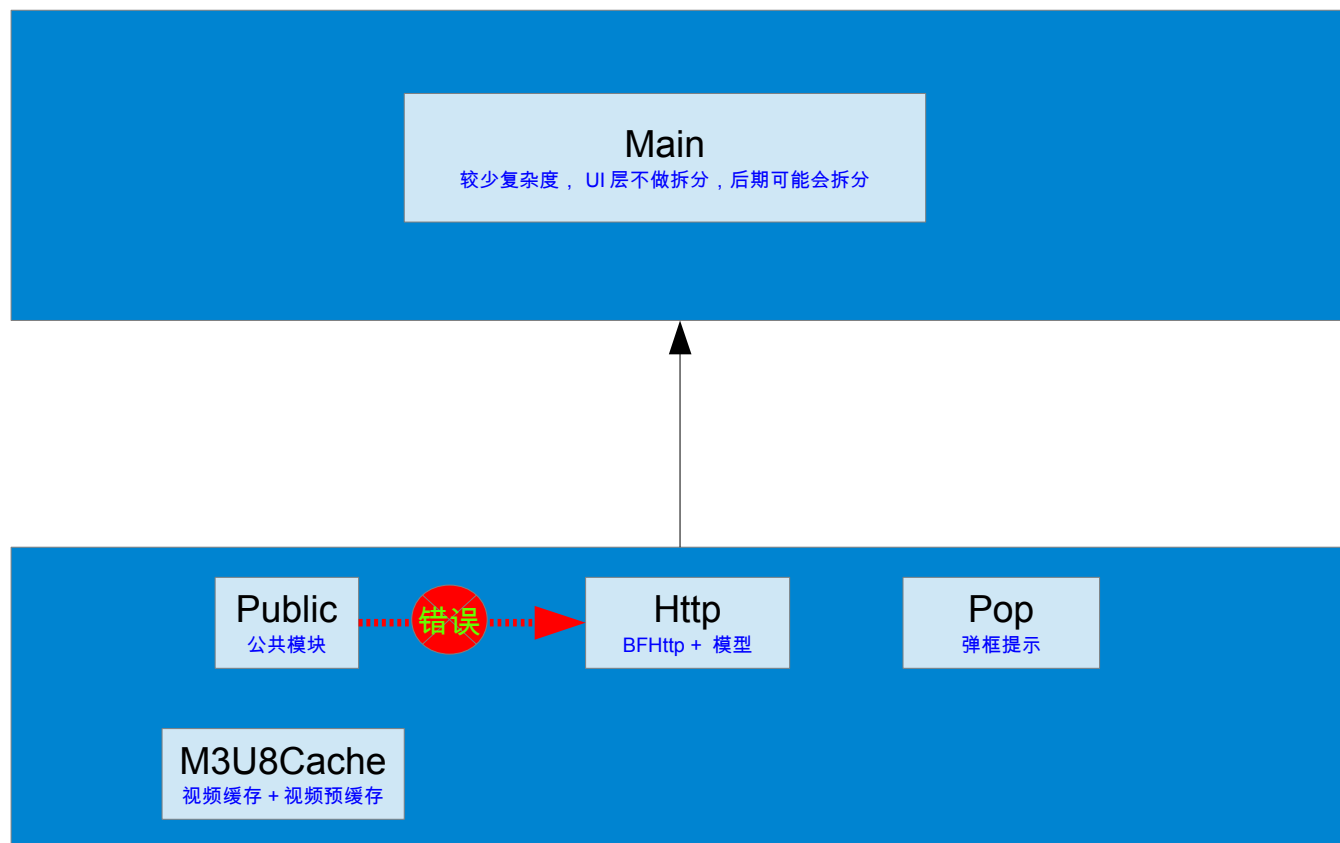 Main
较少复杂度， UI 层不做拆分，后期可能会拆分
Public
公共模块
错误
Http
BFHttp + 模型
Pop
弹框提示
M3U8Cache
视频缓存 + 视频预缓存